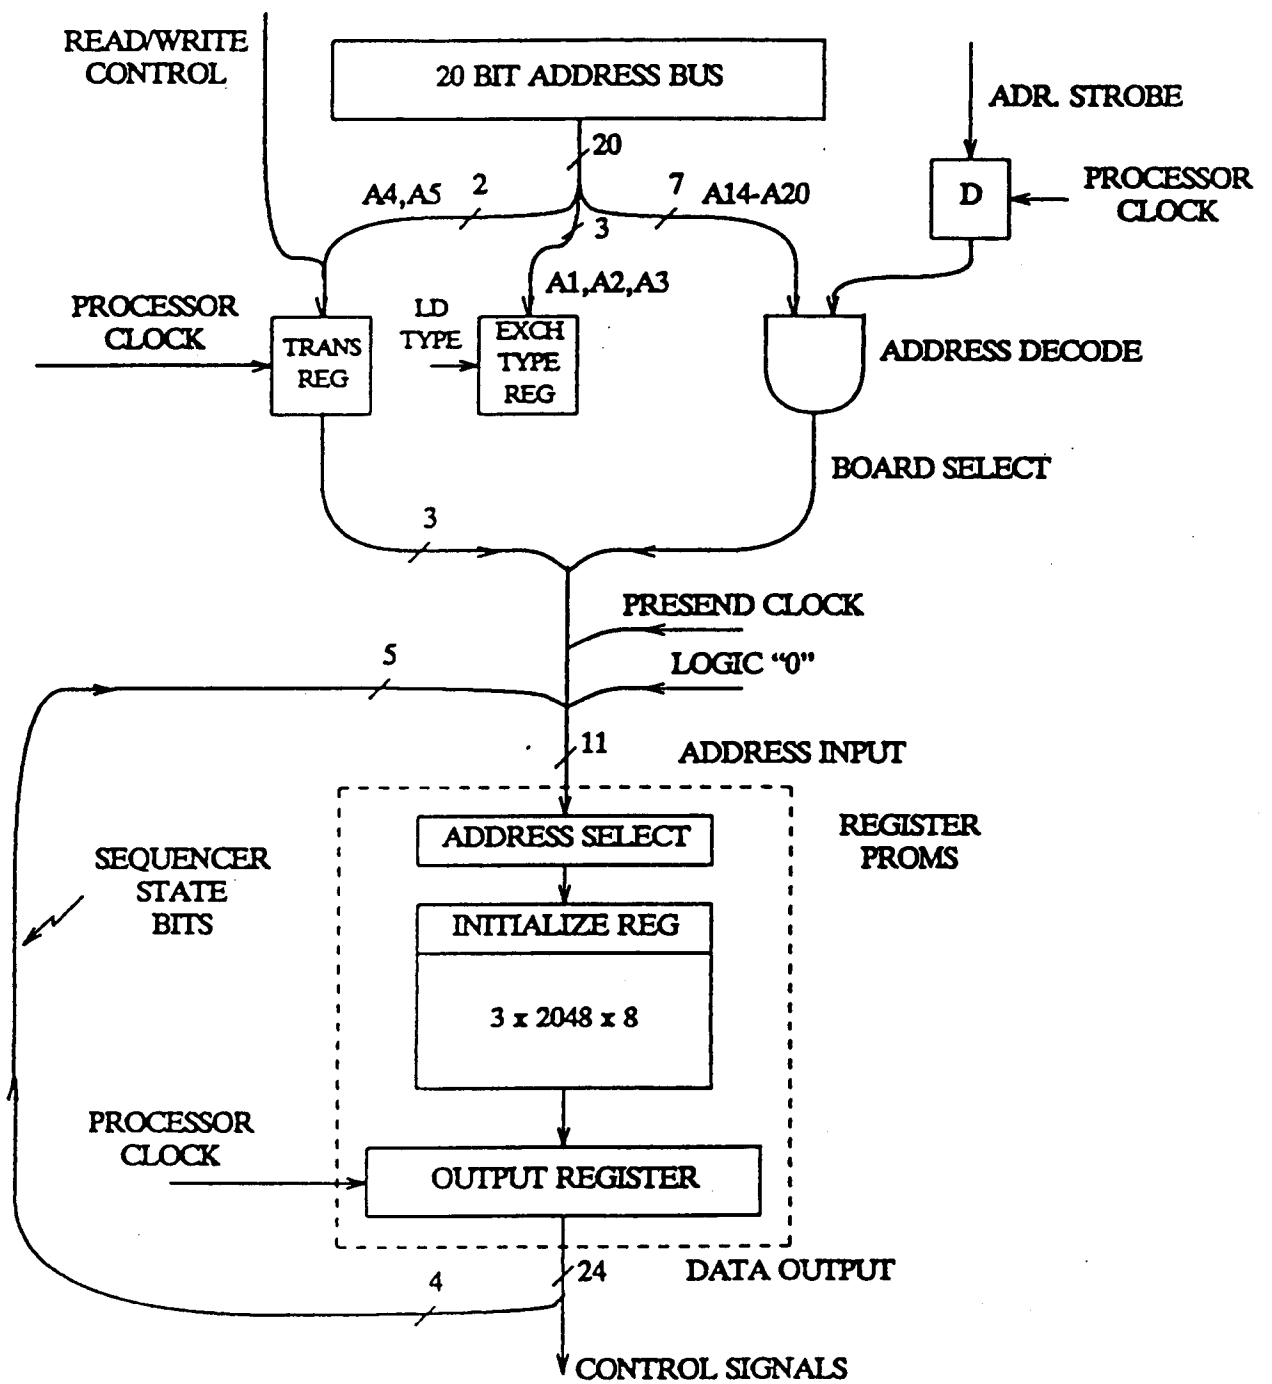 READ/WRITE
CONTROL
20 BIT ADDRESS BUS
ADR. STROBE
20
A4,A5
2
7
A14-A20
D
PROCESSOR
CLOCK
3
A1,A2,A3
PROCESSOR
CLOCK
LD
TYPE
TRANS
REG
EXCH
TYPE
REG
ADDRESS DECODE
BOARD SELECT
3
PRESEND CLOCK
5
LOGIC “0”
11
ADDRESS INPUT
ADDRESS SELECT
REGISTER
PROMS
SEQUENCER
STATE
BITS
INITIALIZE REG
3 x 2048 x 8
PROCESSOR
CLOCK
OUTPUT REGISTER
24
DATA OUTPUT
4
CONTROL SIGNALS